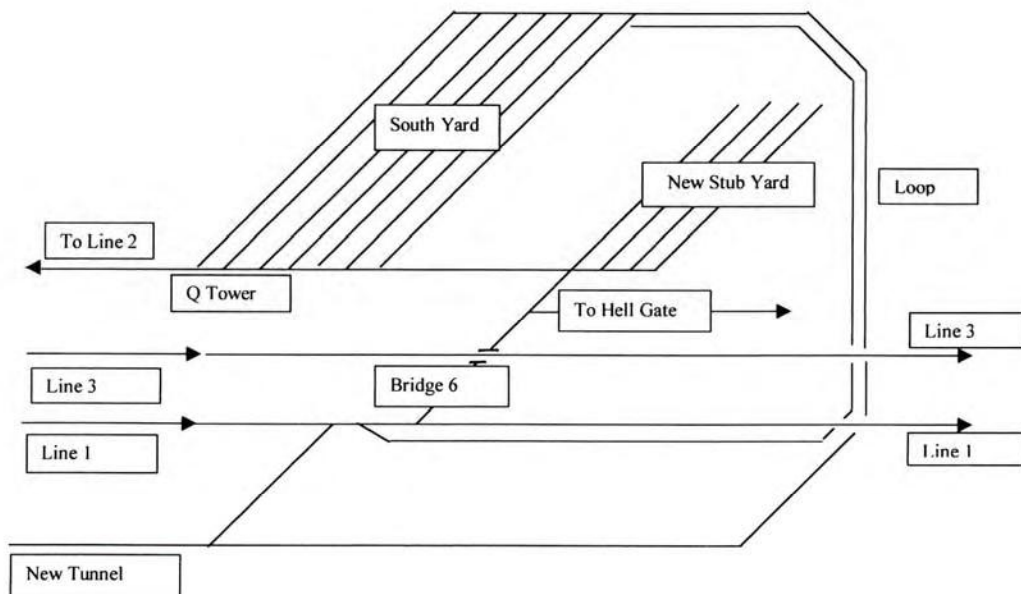 South Yard
New Stub Yard
Loop
To Line 2
Q Tower
To Hell Gate
Line 3
Line 3
Bridge 6
Line 1
Line 1
New Tunnel